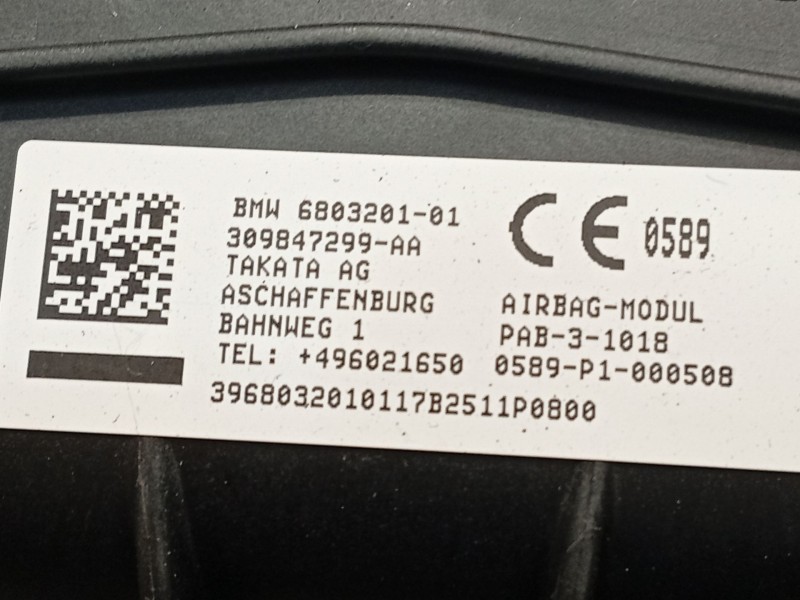 BMW 6803201-01
309847299-AA
TAKATA AG
ASCHAFFENBURG
BAHNWEG 1
TEL: +496021650
CE 0589
AIRBAG-MODUL
PAB-3-1018
0589-P1-000508
3968032010117B2511P0800